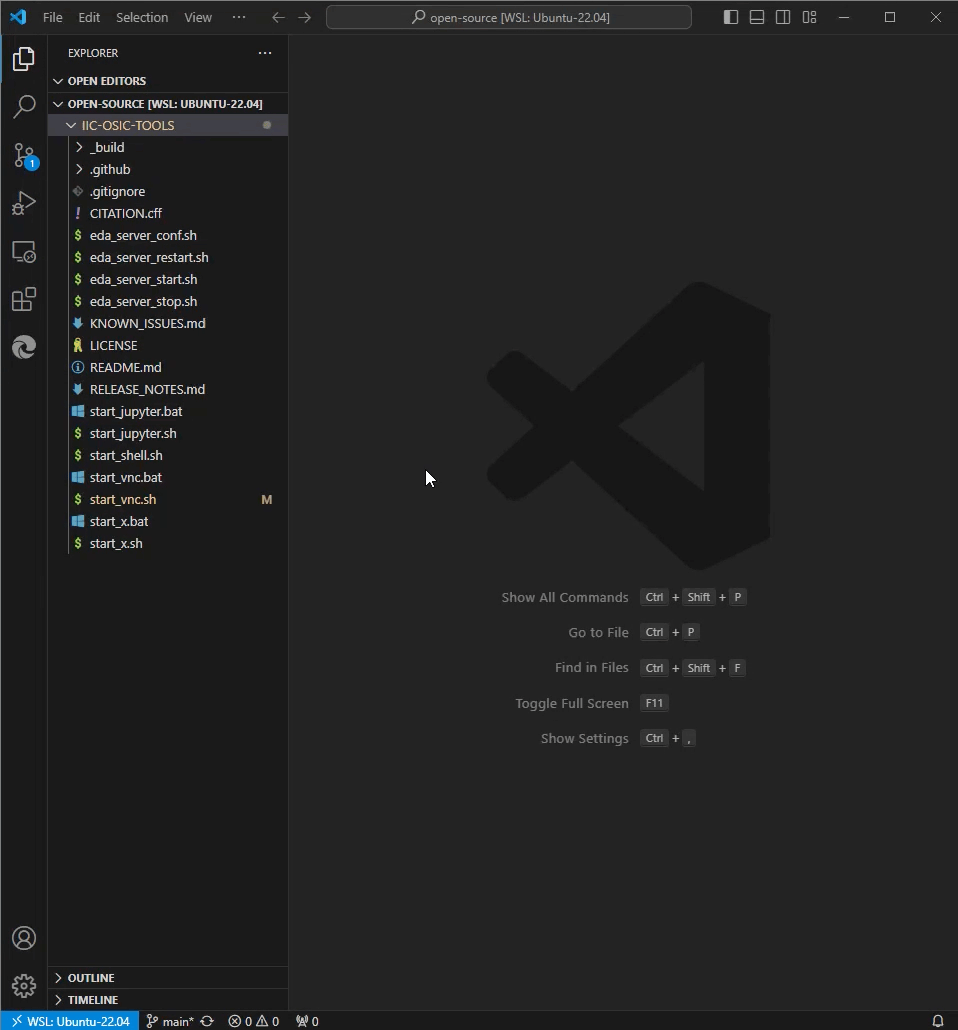 File Edit Selection View ··· open-source [WSL: Ubuntu-22.04]
EXPLORER ···
OPEN EDITORS
OPEN-SOURCE [WSL: UBUNTU-22.04]
IIC-OSIC-TOOLS
_build
.github
.gitignore
! CITATION.cff
$ eda_server_conf.sh
$ eda_server_restart.sh
$ eda_server_start.sh
$ eda_server_stop.sh
KNOWN_ISSUES.md
LICENSE
README.md
RELEASE_NOTES.md
start_jupyter.bat
$ start_jupyter.sh
$ start_shell.sh
start_vnc.bat
$ start_vnc.sh M
start_x.bat
$ start_x.sh
1
Show All Commands Ctrl + Shift + P
Go to File Ctrl + P
Find in Files Ctrl + Shift + F
Toggle Full Screen F11
Show Settings Ctrl + ,
OUTLINE
TIMELINE
WSL: Ubuntu-22.04 main* 0 0 0